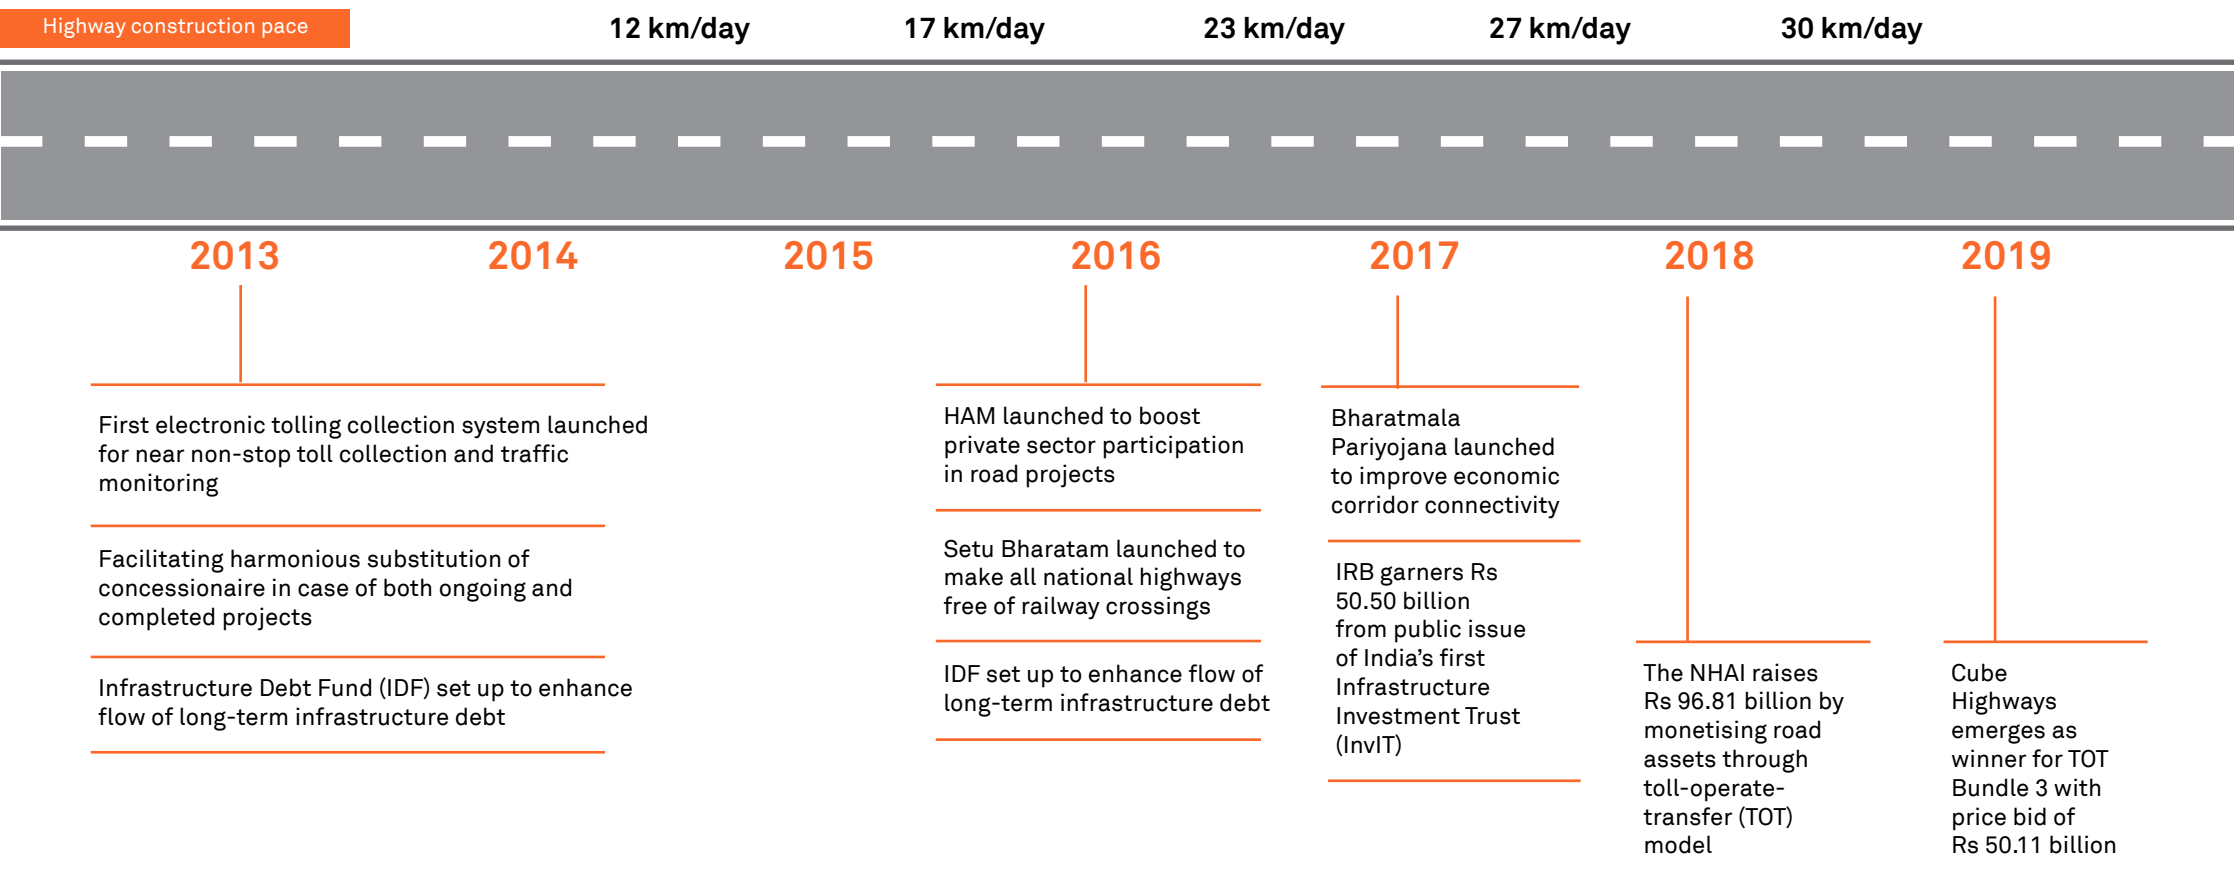 Highway construction pace
12 km/day
17 km/day
23 km/day
27 km/day
30 km/day
2013
2014
2015
2016
2017
2018
2019
First electronic tolling collection system launched
for near non-stop toll collection and traffic
monitoring
Facilitating harmonious substitution of
concessionaire in case of both ongoing and
completed projects
Infrastructure Debt Fund (IDF) set up to enhance
flow of long-term infrastructure debt
HAM launched to boost
private sector participation
in road projects
Setu Bharatam launched to
make all national highways
free of railway crossings
IDF set up to enhance flow of
long-term infrastructure debt
Bharatmala
Pariyojana launched
to improve economic
corridor connectivity
IRB garners Rs
50.50 billion
from public issue
of India’s first
Infrastructure
Investment Trust
(InvIT)
The NHAI raises
Rs 96.81 billion by
monetising road
assets through
toll-operate-
transfer (TOT)
model
Cube
Highways
emerges as
winner for TOT
Bundle 3 with
price bid of
Rs 50.11 billion